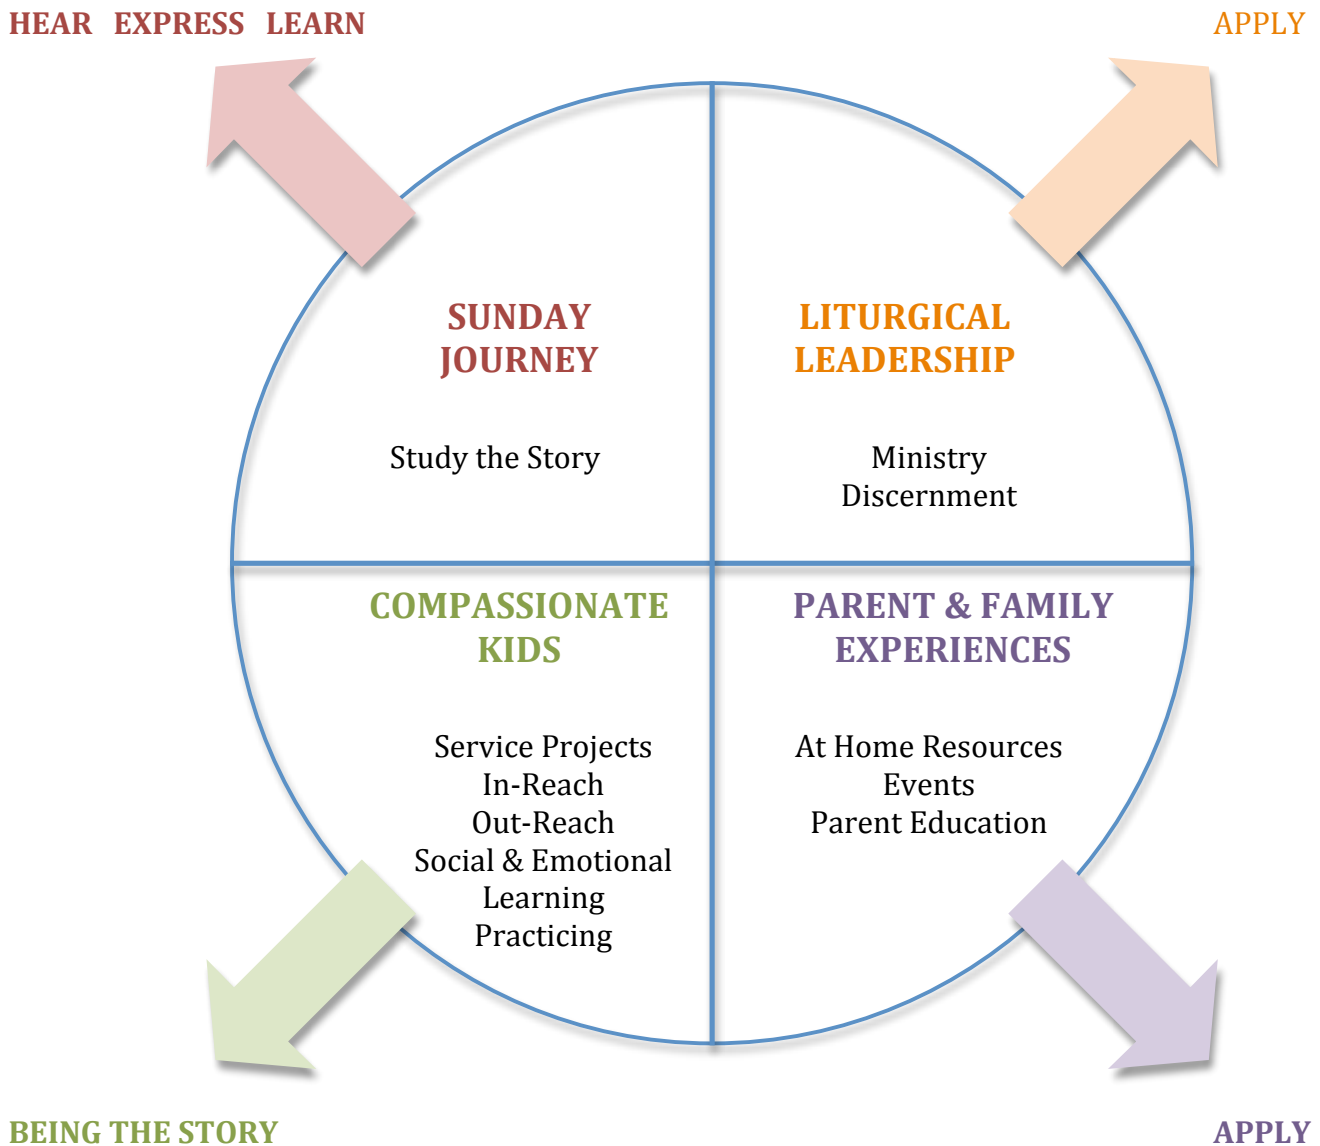 HEAR EXPRESS LEARN
APPLY
SUNDAY
JOURNEY
Study the Story
LITURGICAL
LEADERSHIP
Ministry
Discernment
COMPASSIONATE
KIDS
Service Projects
In-Reach
Out-Reach
Social & Emotional
Learning
Practicing
PARENT & FAMILY
EXPERIENCES
At Home Resources
Events
Parent Education
BEING THE STORY
APPLY